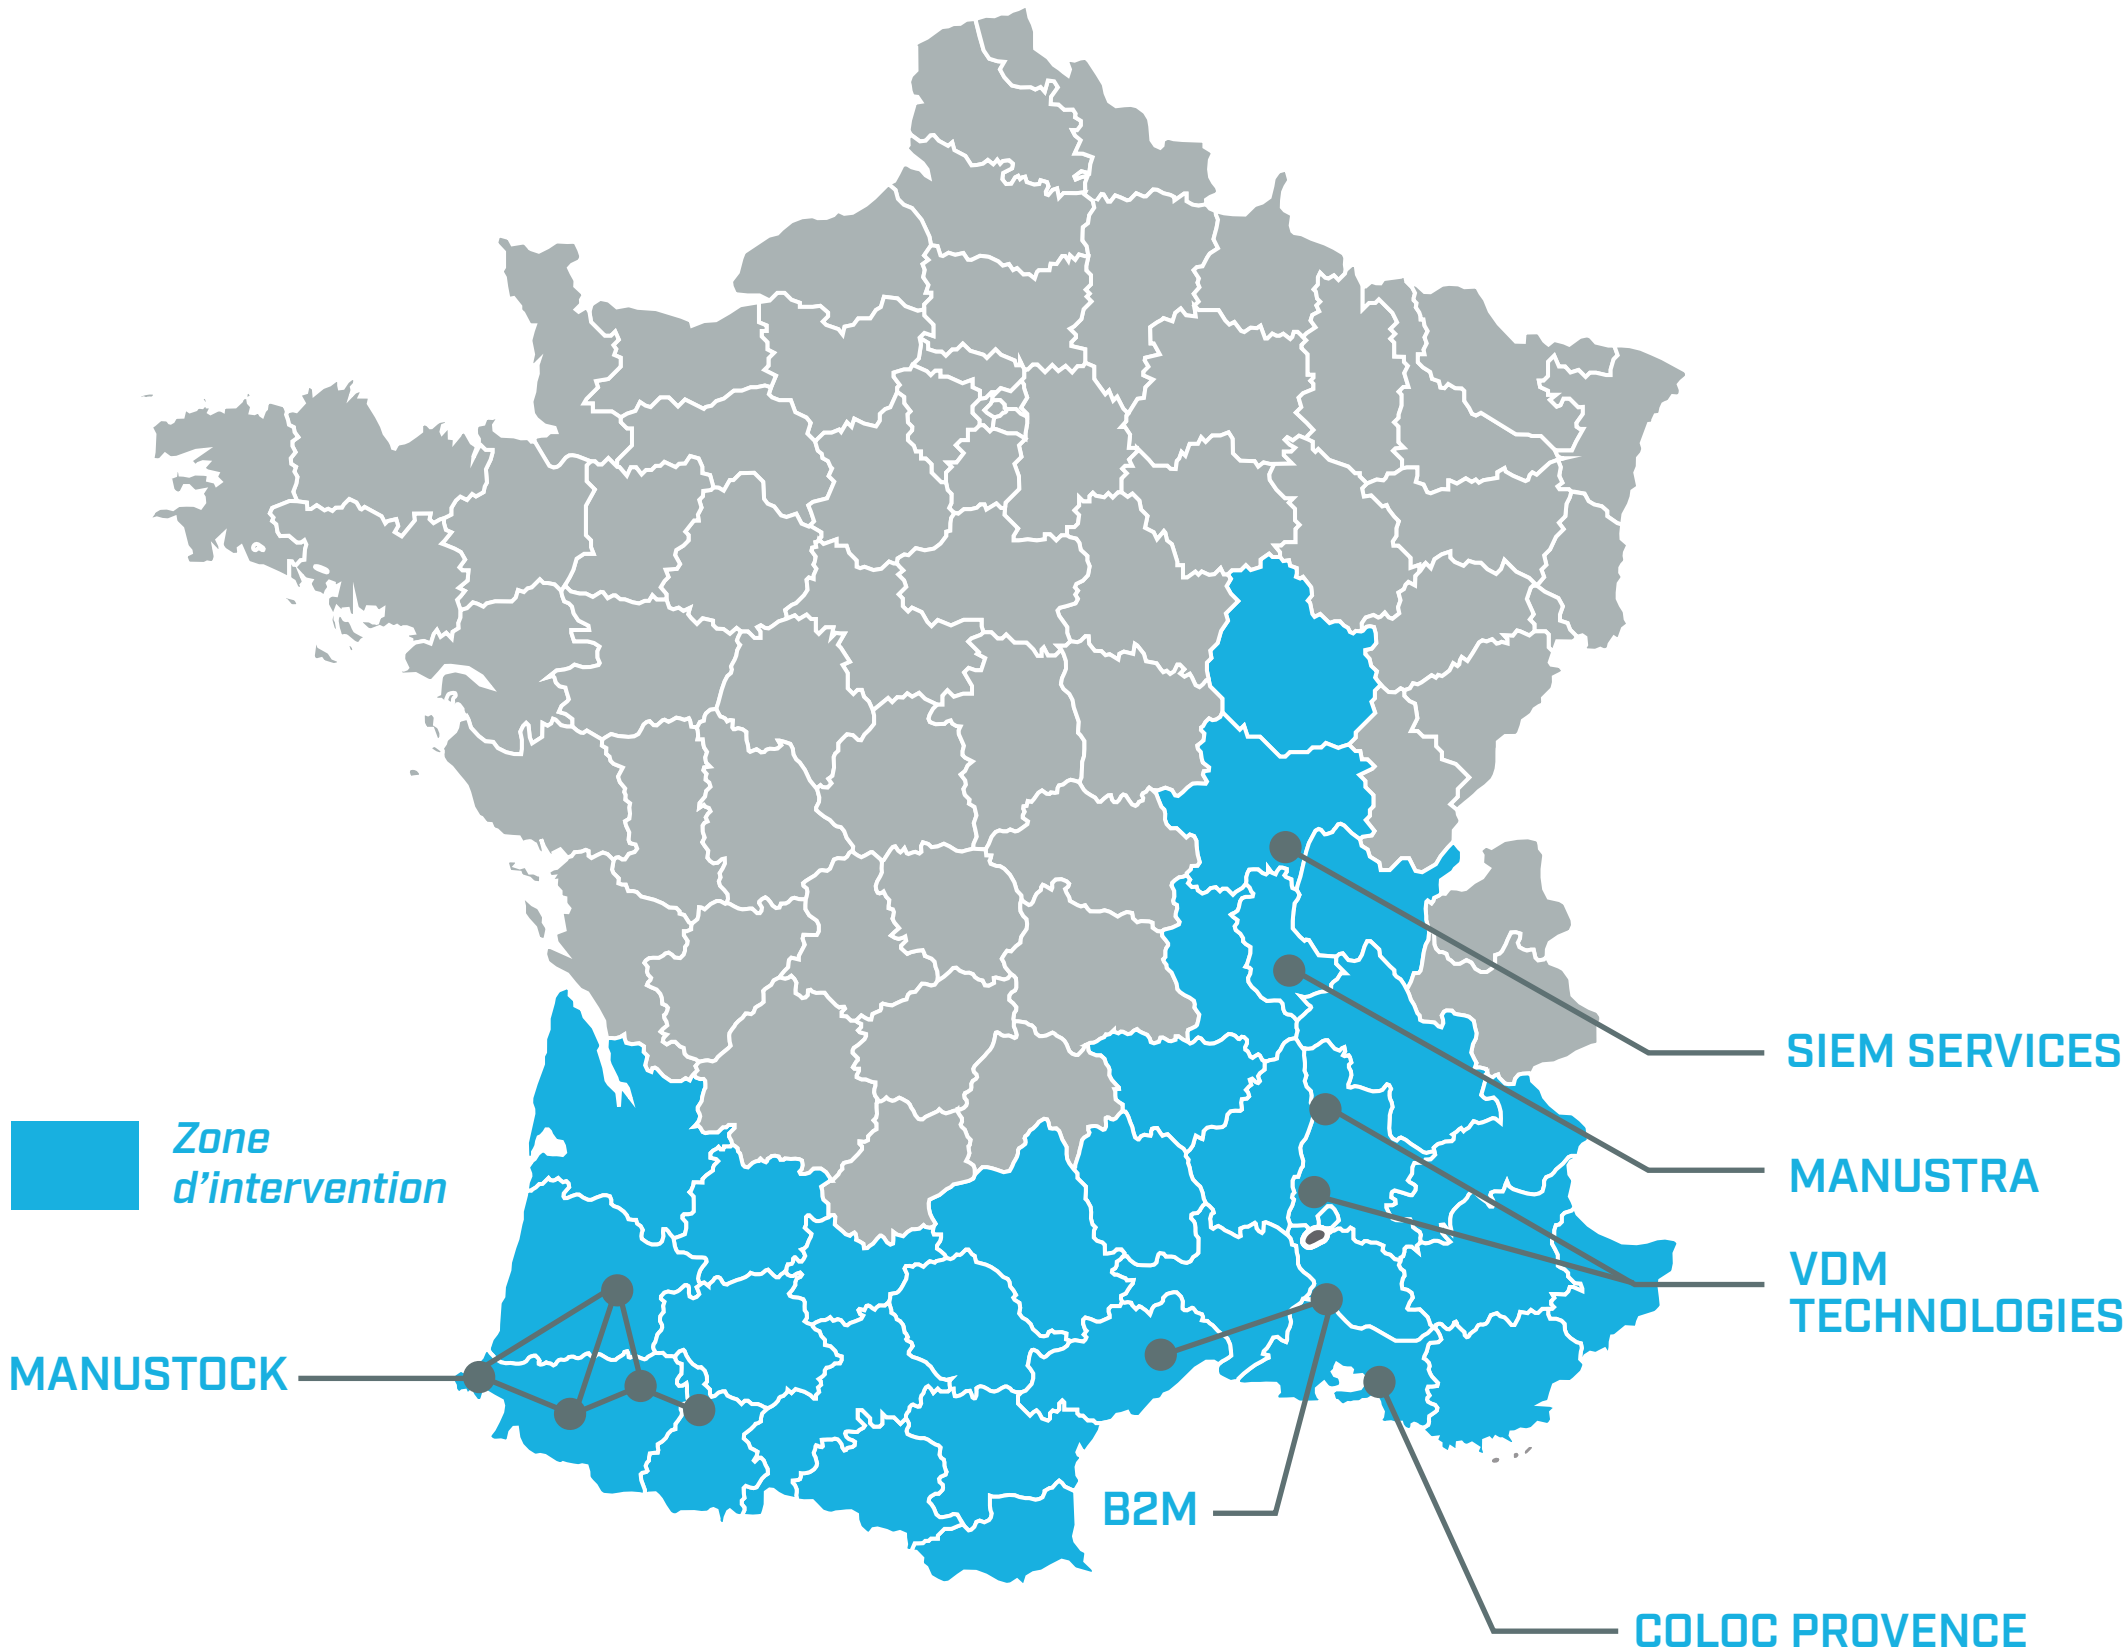 SIEM SERVICES
Zone
d’intervention
MANUSTRA
VDM
TECHNOLOGIES
MANUSTOCK
B2M
COLOC PROVENCE